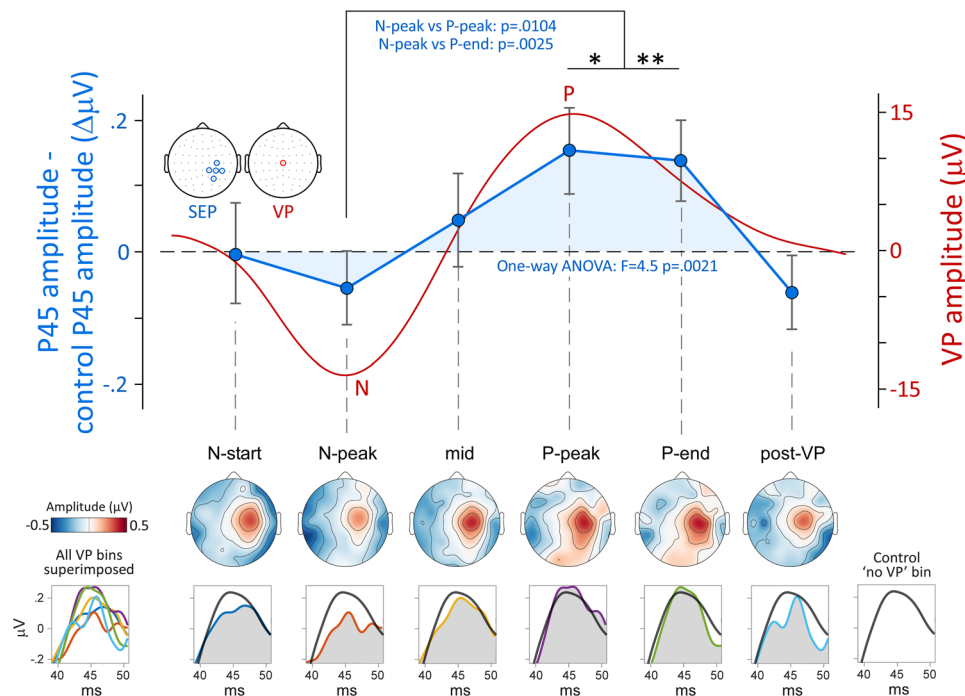 N-peak vs P-peak: p=.0104
N-peak vs P-end: p=.0025
* **
P45 amplitude -
control P45 amplitude (ΔµV)
.2
0
-.2
SEP
VP
N
P
One-way ANOVA: F=4.5 p=.0021
15
0
-15
VP amplitude (µV)
N-start
N-peak
mid
P-peak
P-end
post-VP
Amplitude (µV)
-0.5
0.5
All VP bins
superimposed
Control
‘no VP’ bin
µV
.2
0
.2
40 45 50
ms
40 45 50
ms
40 45 50
ms
40 45 50
ms
40 45 50
ms
40 45 50
ms
40 45 50
ms
40 45 50
ms